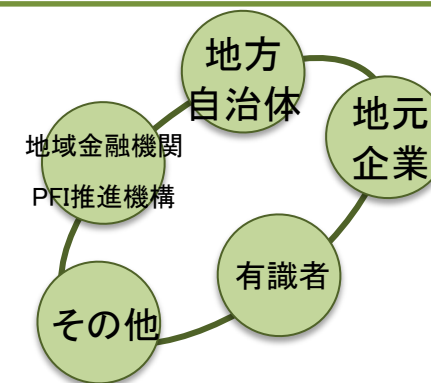 地方
自治体
地元
企業
地域金融機関
PFI推進機構
有識者
その他